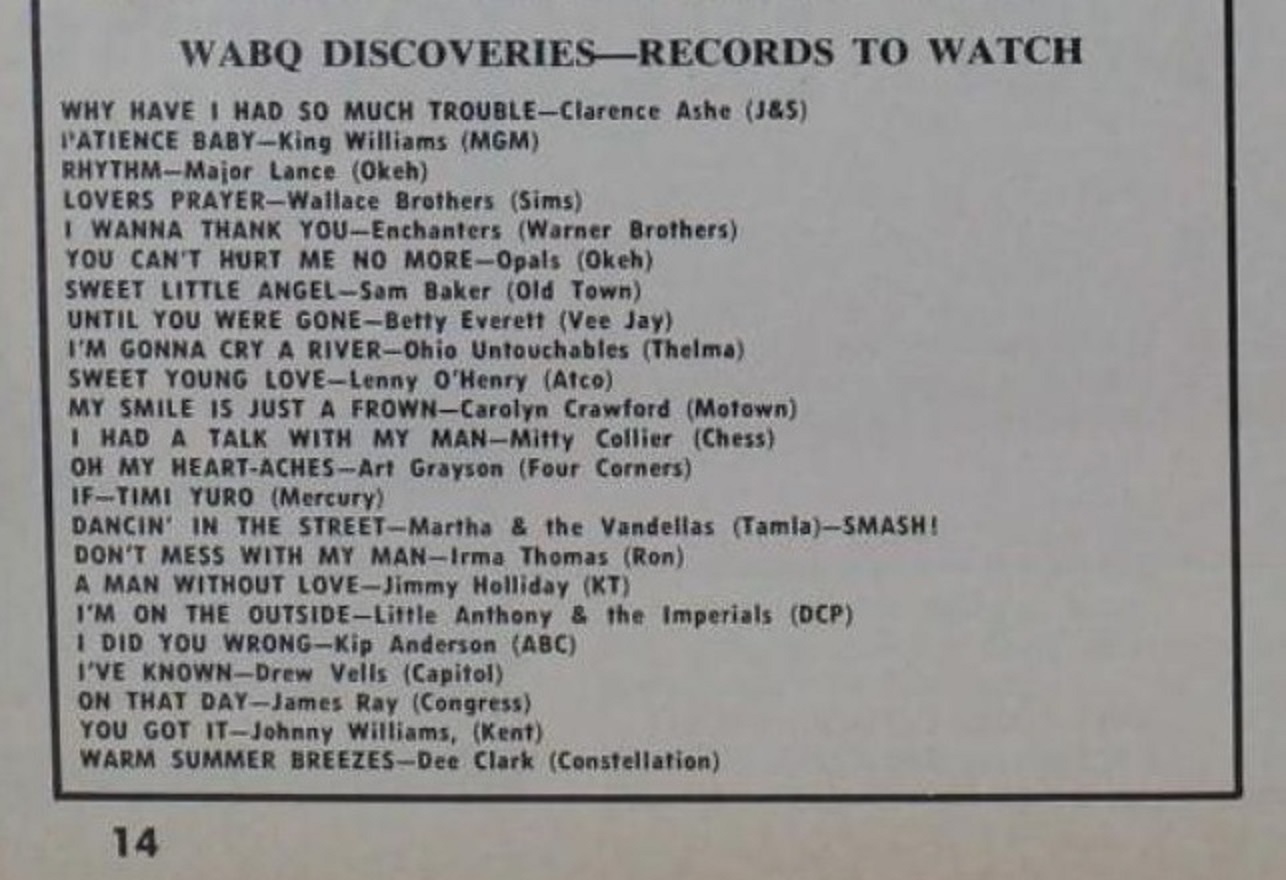 WABQ DISCOVERIES—RECORDS TO WATCH
WHY HAVE I HAD SO MUCH TROUBLE—Clarence Ashe (J&S)
PATIENCE BABY—King Williams (MGM)
RHYTHM—Major Lance (Okeh)
LOVERS PRAYER—Wallace Brothers (Sims)
I WANNA THANK YOU—Enchanters (Warner Brothers)
YOU CAN'T HURT ME NO MORE—Opals (Okeh)
SWEET LITTLE ANGEL—Sam Baker (Old Town)
UNTIL YOU WERE GONE—Betty Everett (Vee Jay)
I'M GONNA CRY A RIVER—Ohio Untouchables (Thelma)
SWEET YOUNG LOVE—Lenny O'Henry (Atco)
MY SMILE IS JUST A FROWN—Carolyn Crawford (Motown)
I HAD A TALK WITH MY MAN—Mitty Collier (Chess)
OH MY HEART-ACHES—Art Grayson (Four Corners)
IF—TIMI YURO (Mercury)
DANCIN' IN THE STREET—Martha & the Vandellas (Tamla)—SMASH!
DON'T MESS WITH MY MAN—Irma Thomas (Ron)
A MAN WITHOUT LOVE—Jimmy Holliday (KT)
I'M ON THE OUTSIDE—Little Anthony & the Imperials (DCP)
I DID YOU WRONG—Kip Anderson (ABC)
I'VE KNOWN—Drew Vells (Capitol)
ON THAT DAY—James Ray (Congress)
YOU GOT IT—Johnny Williams, (Kent)
WARM SUMMER BREEZES—Dee Clark (Constellation)
14